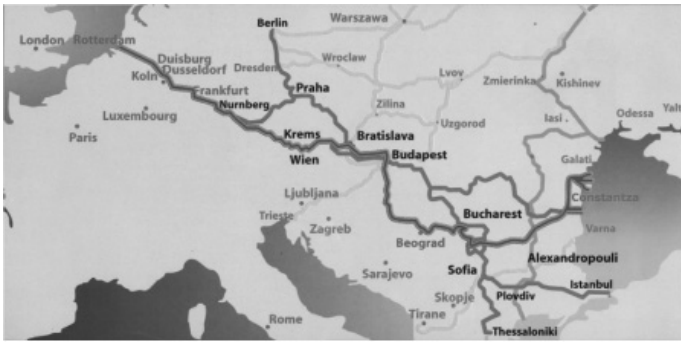 Berlin
Warszawa
London
Rotterdam
Duisburg
Dusseldorf
Koln
Dresden
Wroclaw
Lvov
Zmierinka
Kishinev
Frankfurt
Nurnberg
Praha
Luxembourg
Zilina
Uzgorod
Iasi
Odessa
Yalt
Paris
Krems
Bratislava
Wien
Budapest
Galati
Ljubljana
Constantza
Trieste
Zagreb
Bucharest
Beograd
Varna
Sarajevo
Sofia
Alexandropouli
Skopje
Plovdiv
Istanbul
Rome
Tirane
Thessaloniki